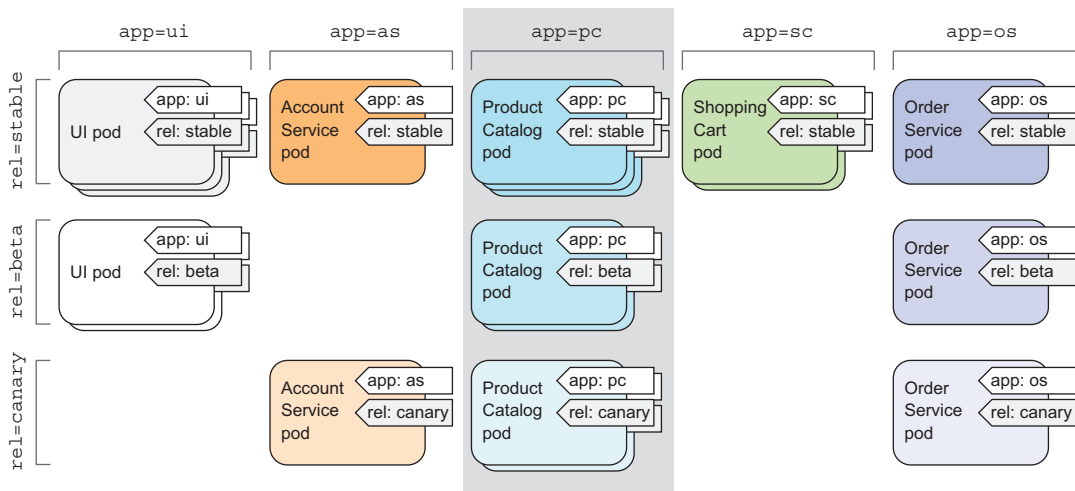 app=ui
app=as
app=pc
app=sc
app=os
rel=stable
UI pod
app: ui
rel: stable
Account
Service
pod
app: as
rel: stable
Product
Catalog
pod
app: pc
rel: stable
Shopping
Cart
pod
app: sc
rel: stable
Order
Service
pod
app: os
rel: stable
rel=beta
UI pod
app: ui
rel: beta
Product
Catalog
pod
app: pc
rel: beta
Order
Service
pod
app: os
rel: beta
rel=canary
Account
Service
pod
app: as
rel: canary
Product
Catalog
pod
app: pc
rel: canary
Order
Service
pod
app: os
rel: canary